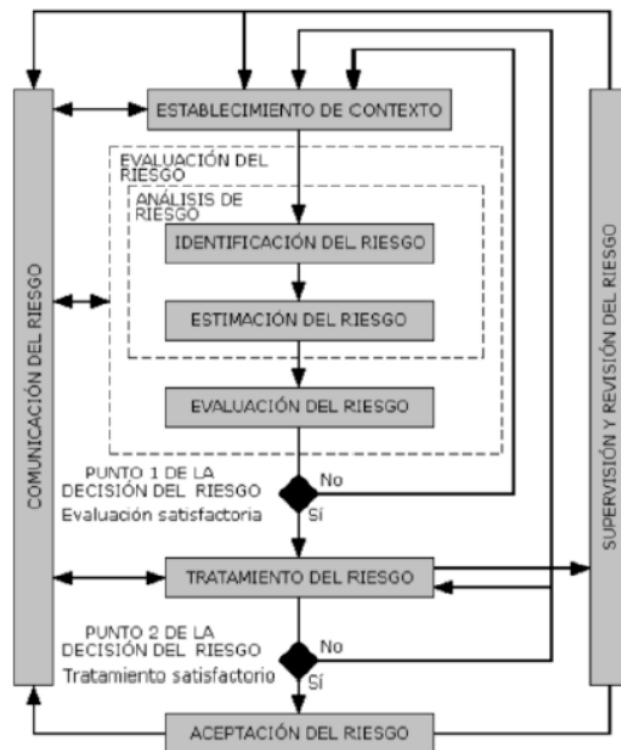 ESTABLECIMIENTO DE CONTEXTO
EVALUACIÓN DEL
RIESGO
ANÁLISIS DE
RIESGO
IDENTIFICACIÓN DEL RIESGO
ESTIMACIÓN DEL RIESGO
EVALUACIÓN DEL RIESGO
COMUNICACIÓN DEL RIESGO
SUPERVISIÓN Y REVISIÓN DEL RIESGO
PUNTO 1 DE LA
DECISIÓN DEL RIESGO
Evaluación satisfactoria
No
Sí
TRATAMIENTO DEL RIESGO
PUNTO 2 DE LA
DECISIÓN DEL RIESGO
Tratamiento satisfactorio
No
Sí
ACEPTACIÓN DEL RIESGO